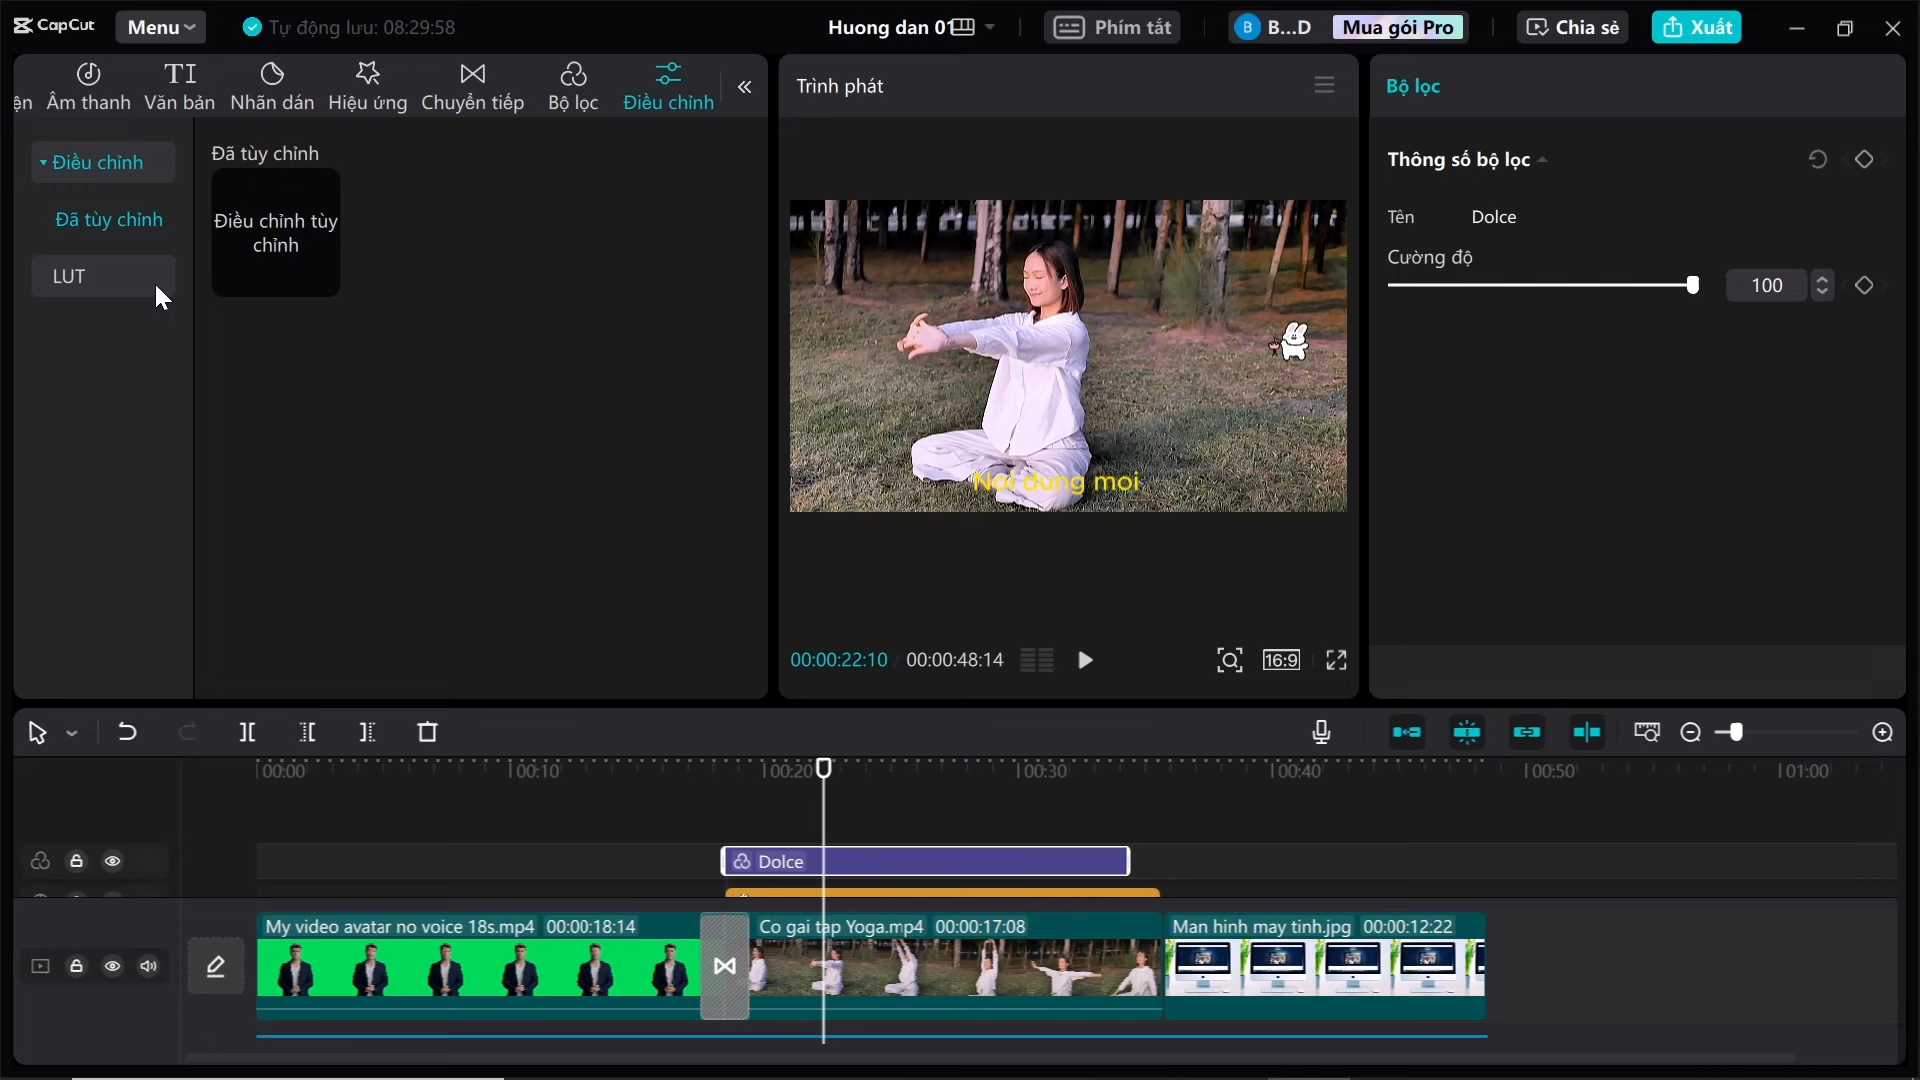 CapCut
Menu
Tự động lưu: 08:29:58
Huong dan 01
Phím tắt
B B...D
Mua gói Pro
Chia sẻ
Xuất
ện
Âm thanh
Văn bản
Nhãn dán
Hiệu ứng
Chuyển tiếp
Bộ lọc
Điều chỉnh
Điều chỉnh
Đã tùy chỉnh
LUT
Đã tùy chỉnh
Điều chỉnh tùy
chỉnh
Trình phát
Noi dung moi
00:00:22:10
00:00:48:14
16:9
Bộ lọc
Thông số bộ lọc
Tên
Dolce
Cường độ
100
00:00
00:10
00:20
00:30
00:40
00:50
01:00
Dolce
My video avatar no voice 18s.mp4 00:00:18:14
Co gai tap Yoga.mp4 00:00:17:08
Man hinh may tinh.jpg 00:00:12:22